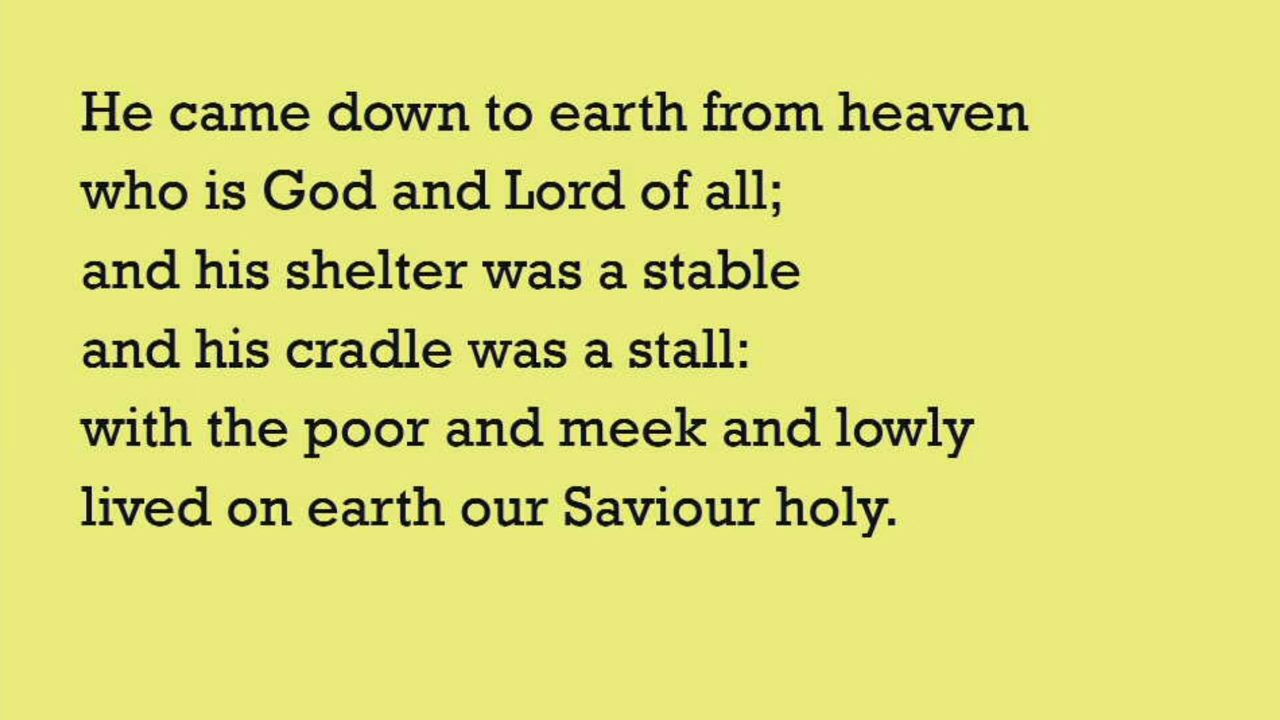 He came down to earth from heaven
who is God and Lord of all;
and his shelter was a stable
and his cradle was a stall:
with the poor and meek and lowly
lived on earth our Saviour holy.